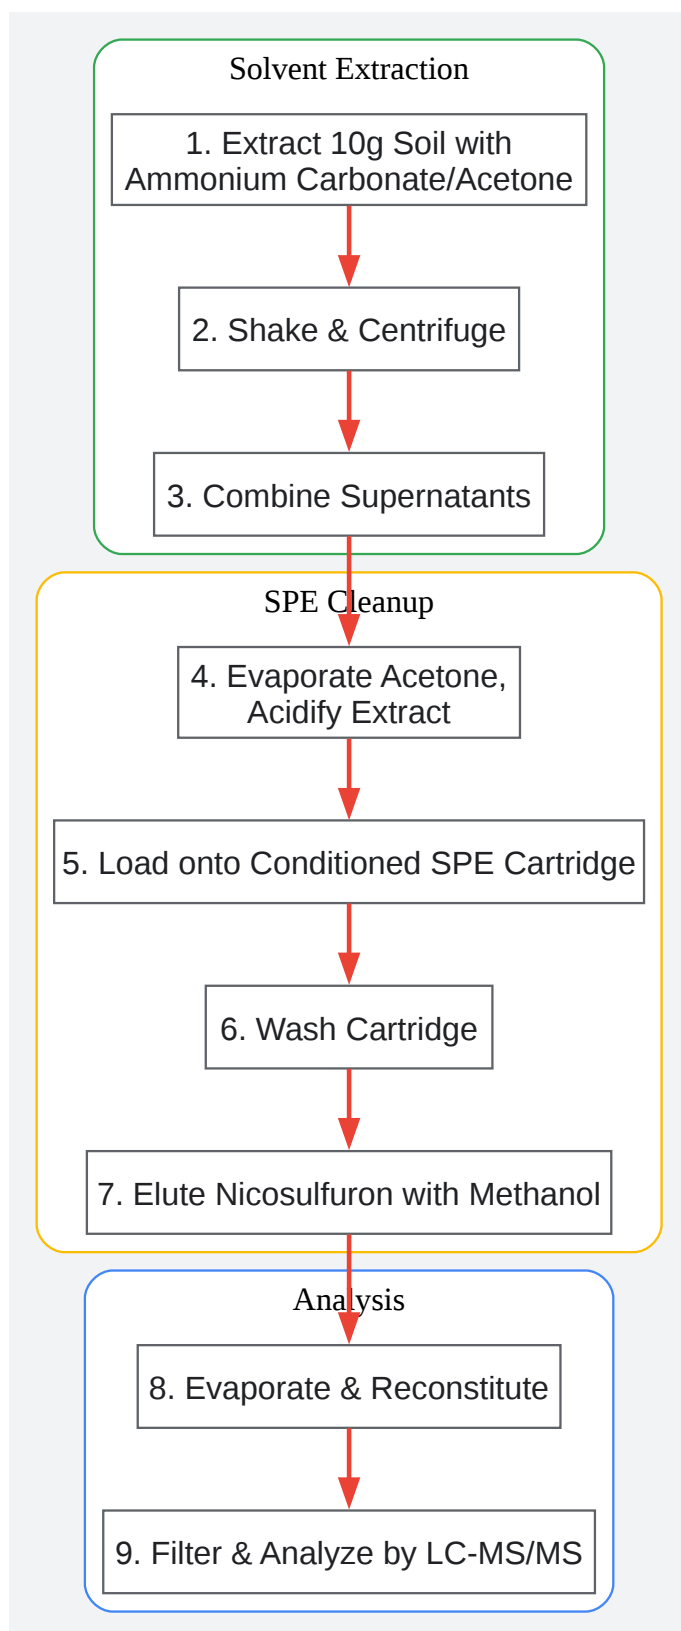 Solvent Extraction
1. Extract 10g Soil with
Ammonium Carbonate/Acetone
2. Shake & Centrifuge
3. Combine Supernatants
SPE Cleanup
4. Evaporate Acetone,
Acidify Extract
5. Load onto Conditioned SPE Cartridge
6. Wash Cartridge
7. Elute Nicosulfuron with Methanol
Analysis
8. Evaporate & Reconstitute
9. Filter & Analyze by LC-MS/MS